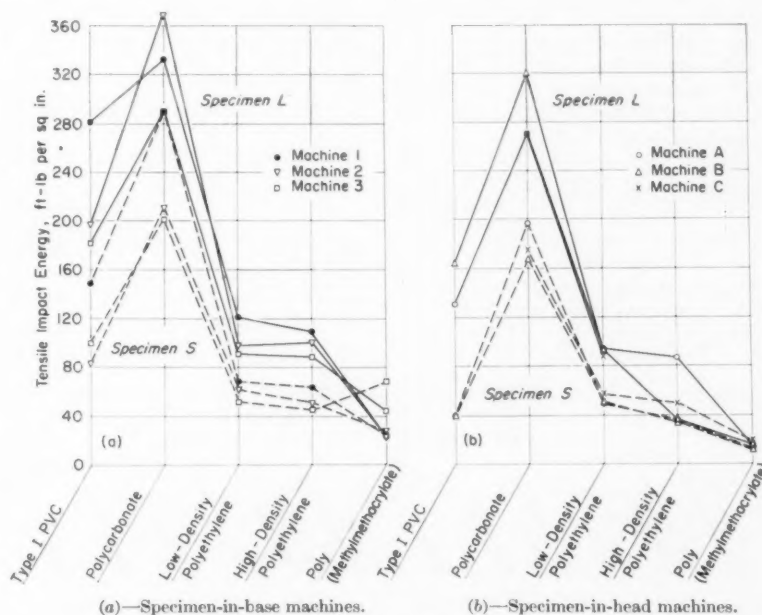 Tensile Impact Energy, ft-lb per sq in.
360
320
280
240
200
160
120
80
40
0
Specimen L
Machine 1
Machine 2
Machine 3
Specimen S
(a)
Type I PVC
Polycarbonate
Low-Density
Polyethylene
High-Density
Polyethylene
Poly
(Methylmethacrylate)
(a)—Specimen-in-base machines.
Specimen L
Machine A
Machine B
Machine C
Specimen S
(b)
Type I PVC
Polycarbonate
Low-Density
Polyethylene
High-Density
Polyethylene
Poly
(Methylmethacrylate)
(b)—Specimen-in-head machines.